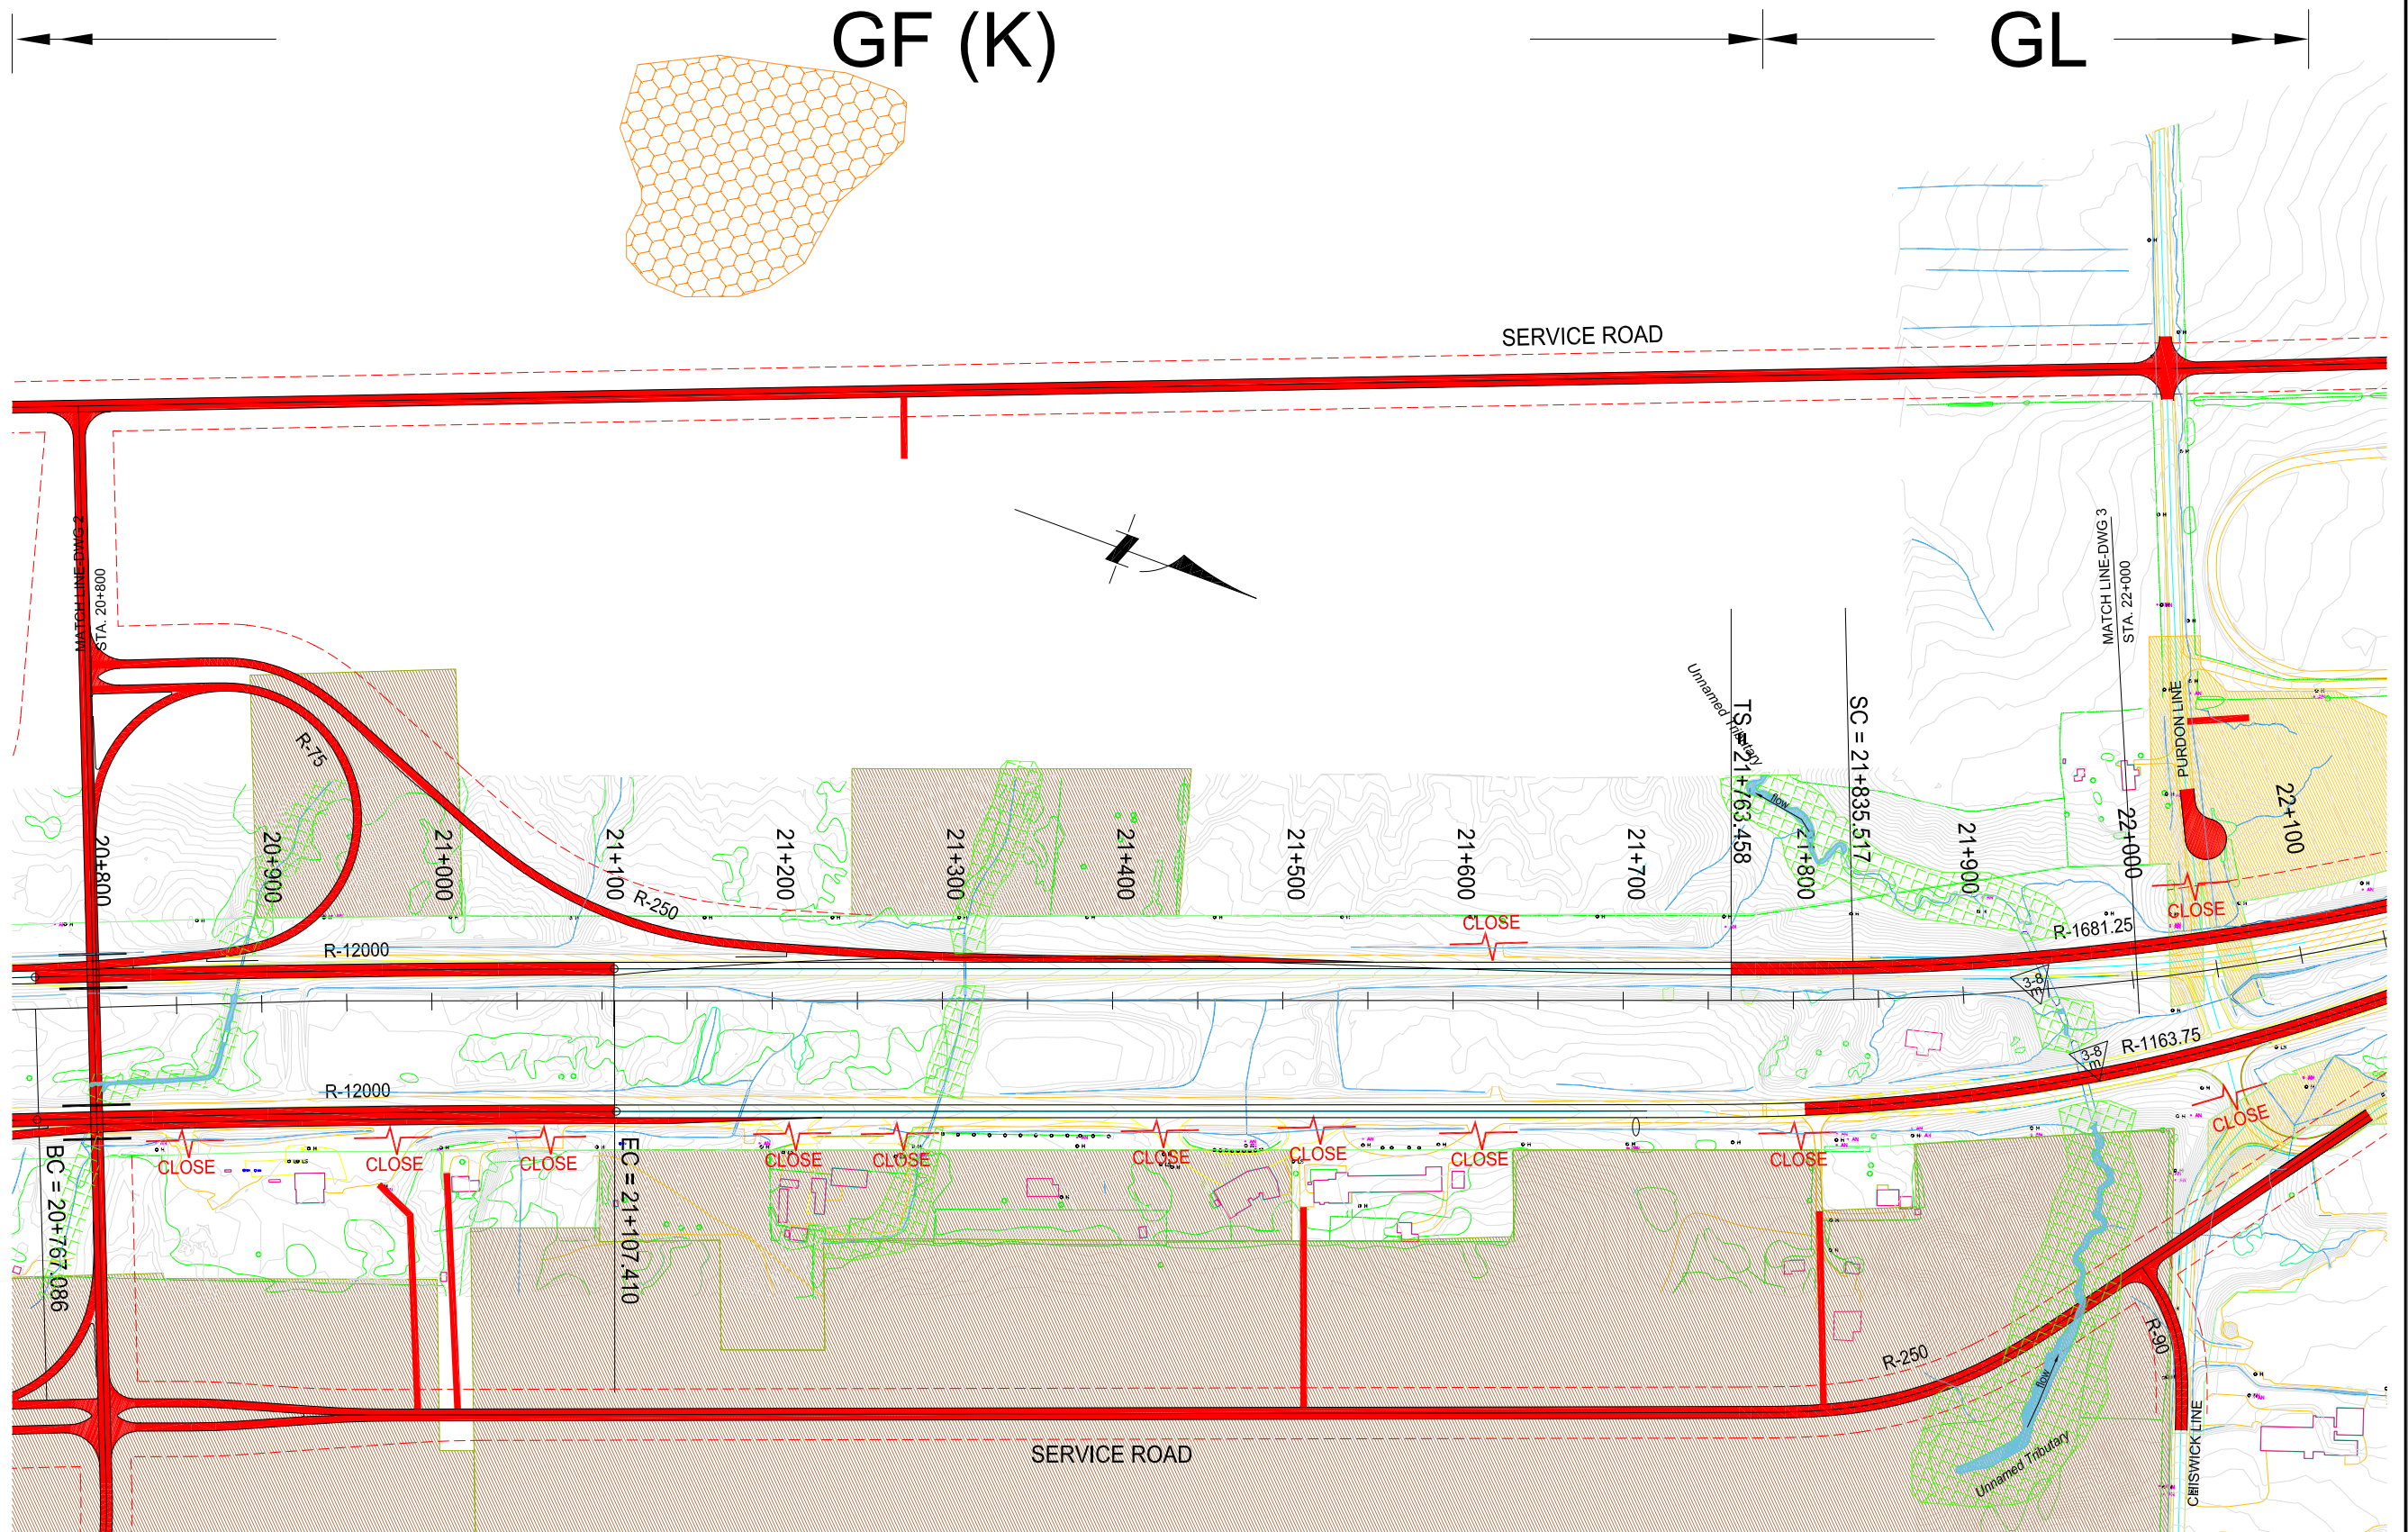 GF (K)
GL
SERVICE ROAD
MATCH LINE-DWG 2
STA. 20+800
MATCH LINE-DWG 3
STA. 22+000
PURDON LINE
Unnamed Tributary
TS = 21+763.458
SC = 21+835.517
flow
R-75
R-250
20+800
20+900
21+000
21+100
21+200
21+300
21+400
21+500
21+600
21+700
21+800
21+900
22+000
22+100
CLOSE
CLOSE
R-12000
R-1681.25
3-8
E
3-8
E
R-1163.75
R-12000
CLOSE
CLOSE
CLOSE
CLOSE
CLOSE
CLOSE
CLOSE
CLOSE
CLOSE
CLOSE
BC = 20+767.086
EC = 21+107.410
R-250
R-90
flow
Unnamed Tributary
CHISWICK LINE
SERVICE ROAD